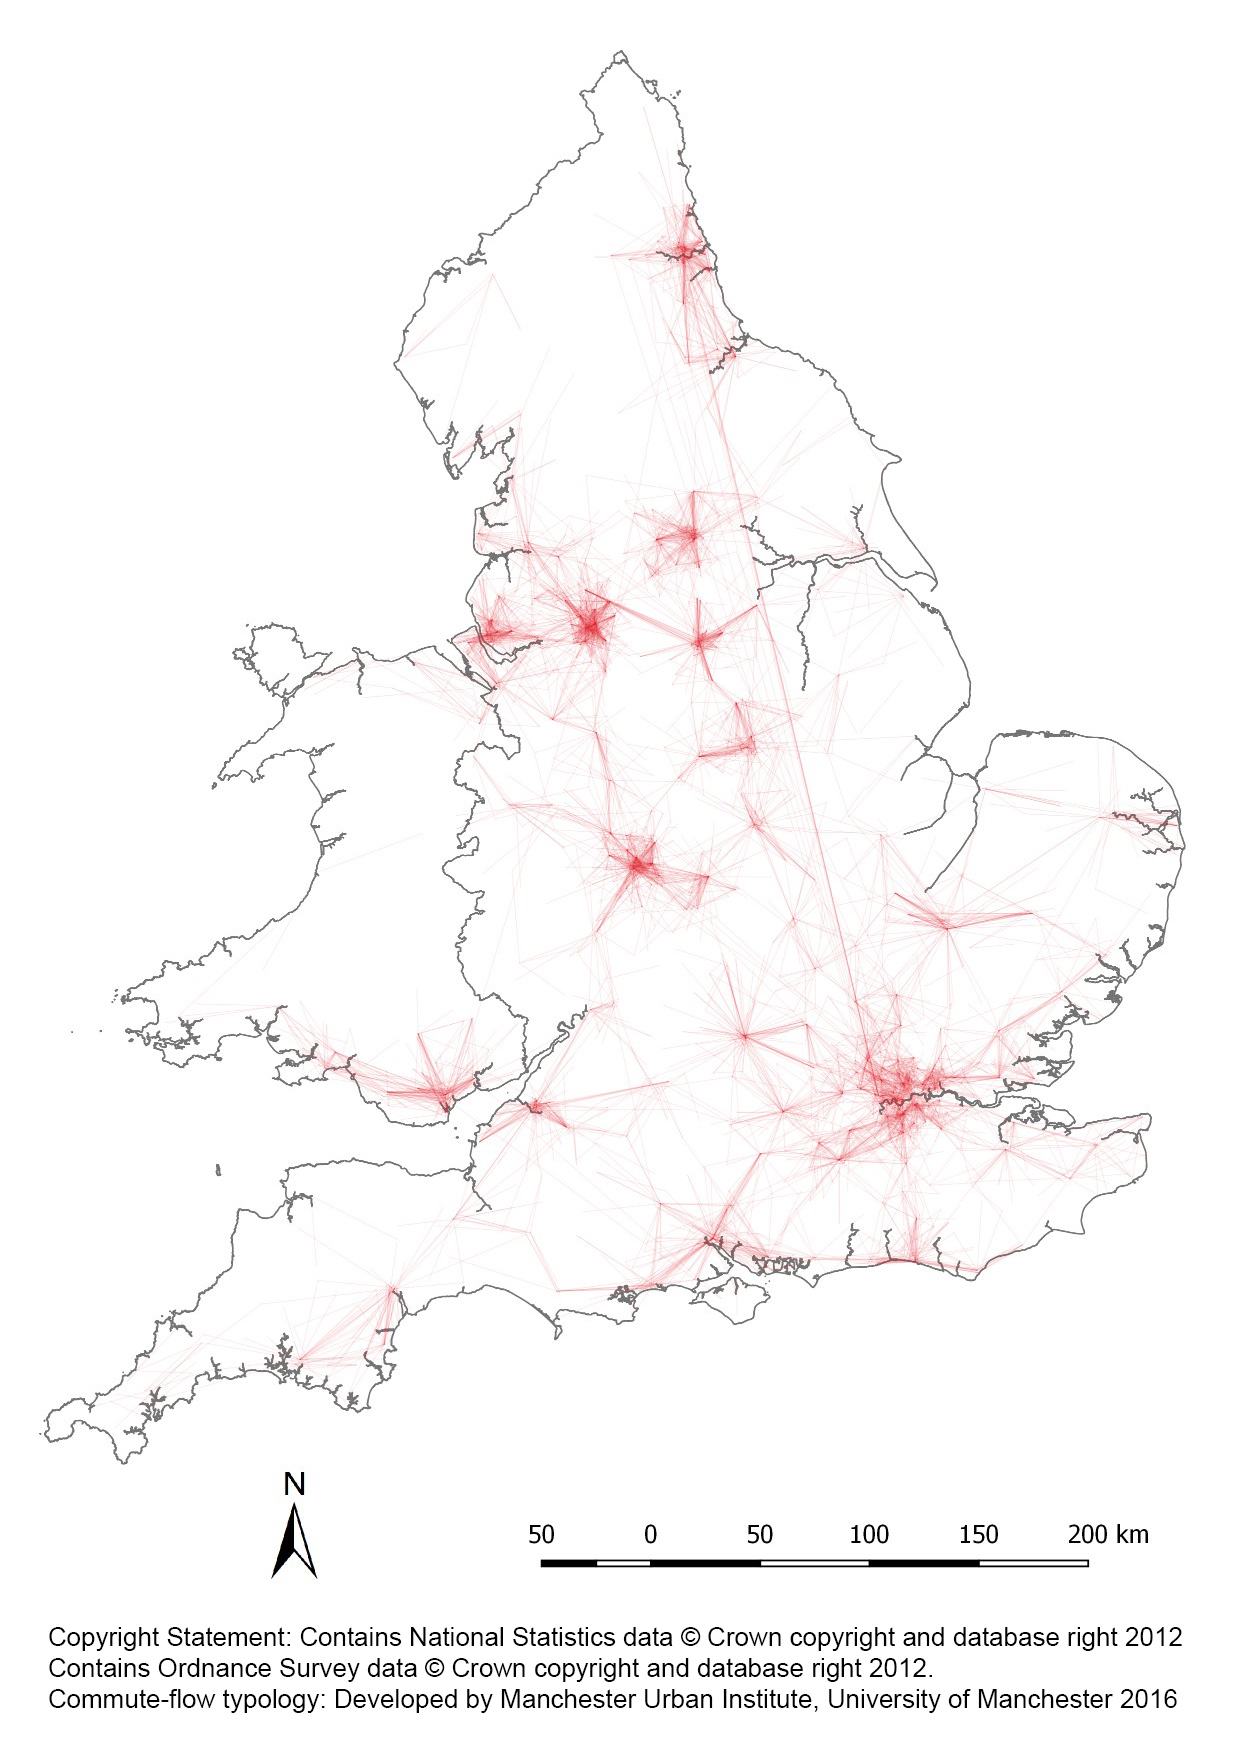 N
50 0 50 100 150 200 km
Copyright Statement: Contains National Statistics data © Crown copyright and database right 2012
Contains Ordnance Survey data © Crown copyright and database right 2012.
Commute-flow typology: Developed by Manchester Urban Institute, University of Manchester 2016